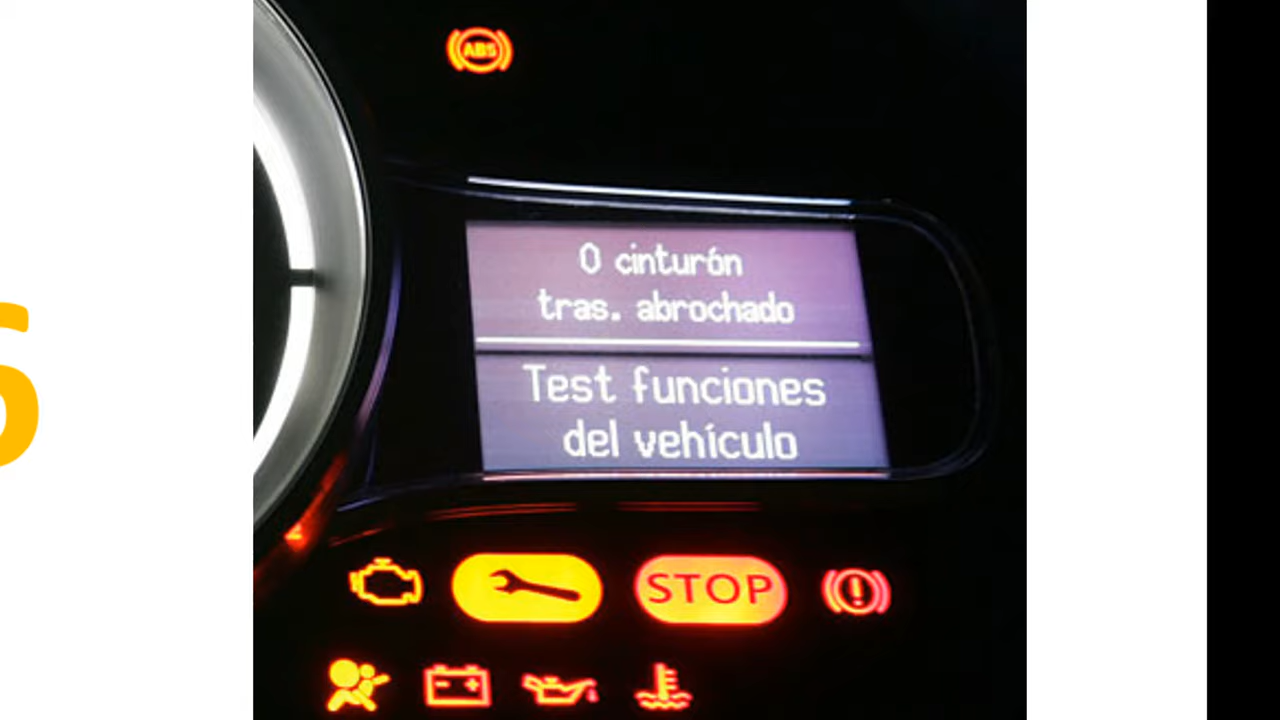 ABS
0 cinturón
tras. abrochado
Test funciones
del vehículo
STOP